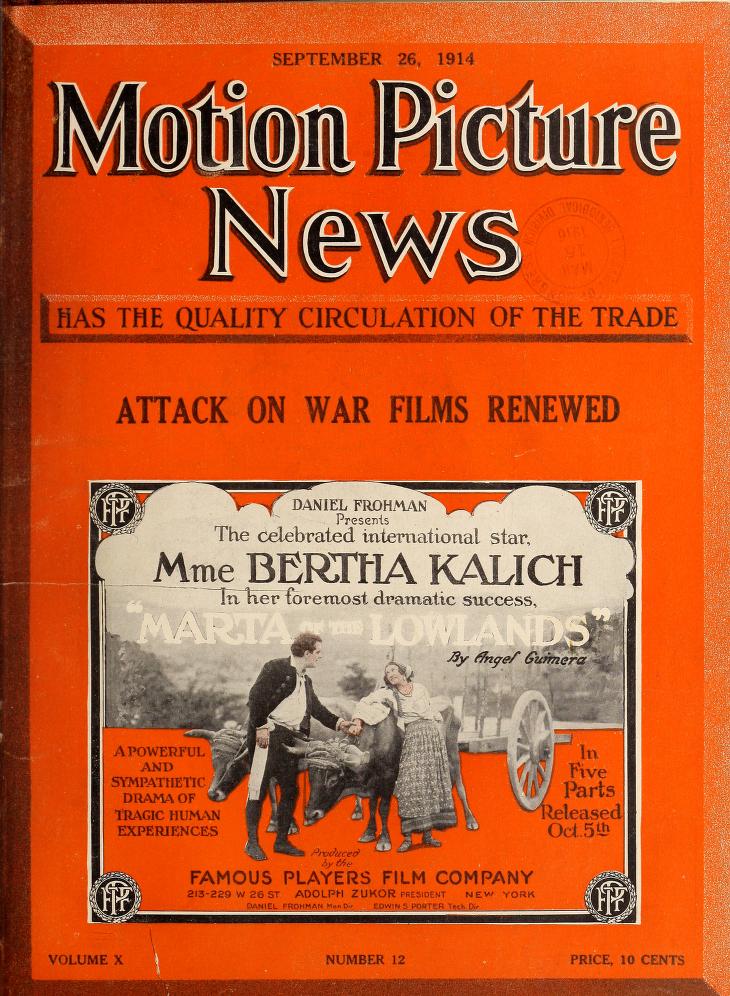 SEPTEMBER 26, 1914
Motion Picture
News
HAS THE QUALITY CIRCULATION OF THE TRADE
ATTACK ON WAR FILMS RENEWED
DANIEL FROHMAN
Presents
The celebrated international star,
Mme BERTHA KALICH
In her foremost dramatic success,
"MARTA OF THE LOWLANDS"
By Angel Guimera
A POWERFUL
AND
SYMPATHETIC
DRAMA OF
TRAGIC HUMAN
EXPERIENCES
In
Five
Parts
Released
Oct. 5th
Produced
by the
FAMOUS PLAYERS FILM COMPANY
213-229 W 26 ST ADOLPH ZUKOR PRESIDENT NEW YORK
DANIEL FROHMAN Man Dir EDWIN S PORTER Tech. Dir
VOLUME X NUMBER 12 PRICE, 10 CENTS